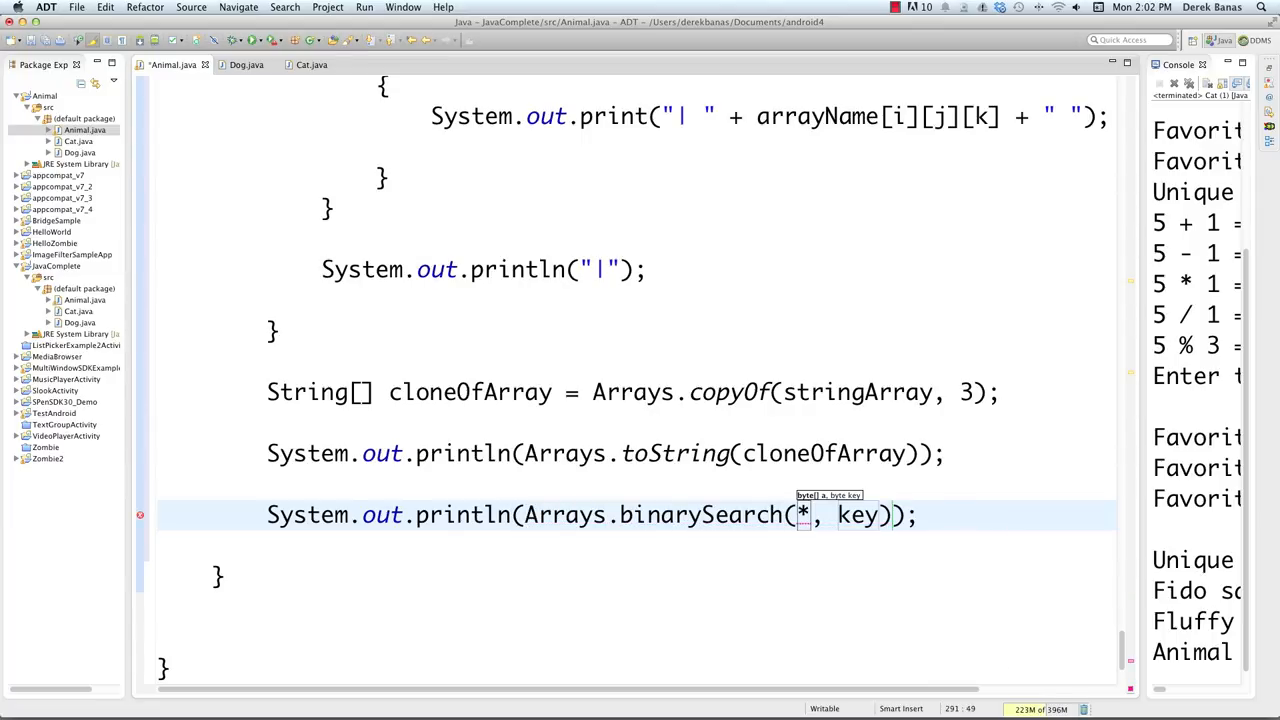 ADT File Edit Refactor Source Navigate Search Project Run Window Help 10 Mon 2:02 PM Derek Banas
Java - JavaComplete/src/Animal.java - ADT - /Users/derekbanas/Documents/android4
Quick Access Java DDMS
Package Exp *Animal.java Dog.java Cat.java Console
<terminated> Cat (1) [Java
Animal
src
(default package)
Animal.java
Cat.java
Dog.java
JRE System Library [Ja
appcompat_v7
appcompat_v7_2
appcompat_v7_3
appcompat_v7_4
BridgeSample
HelloWorld
HelloZombie
ImageFilterSampleApp
JavaComplete
src
(default package)
Animal.java
Cat.java
Dog.java
JRE System Library [Ja
ListPickerExample2Activi
MediaBrowser
MultiWindowSDKExample
MusicPlayerActivity
SlookActivity
SPenSDK30_Demo
TestAndroid
TextGroupActivity
VideoPlayerActivity
Zombie
Zombie2
{
System.out.print("| " + arrayName[i][j][k] + " ");
}
}
System.out.println("|");
}
String[] cloneOfArray = Arrays.copyOf(stringArray, 3);
System.out.println(Arrays.toString(cloneOfArray));
byte[] a, byte key
System.out.println(Arrays.binarySearch(*, key));
}
}
Favorit
Favorit
Unique
5 + 1 =
5 - 1 =
5 * 1 =
5 / 1 =
5 % 3 =
Enter t
Favorit
Favorit
Favorit
Unique
Fido sa
Fluffy
Animal
Writable Smart Insert 291 : 49 223M of 396M